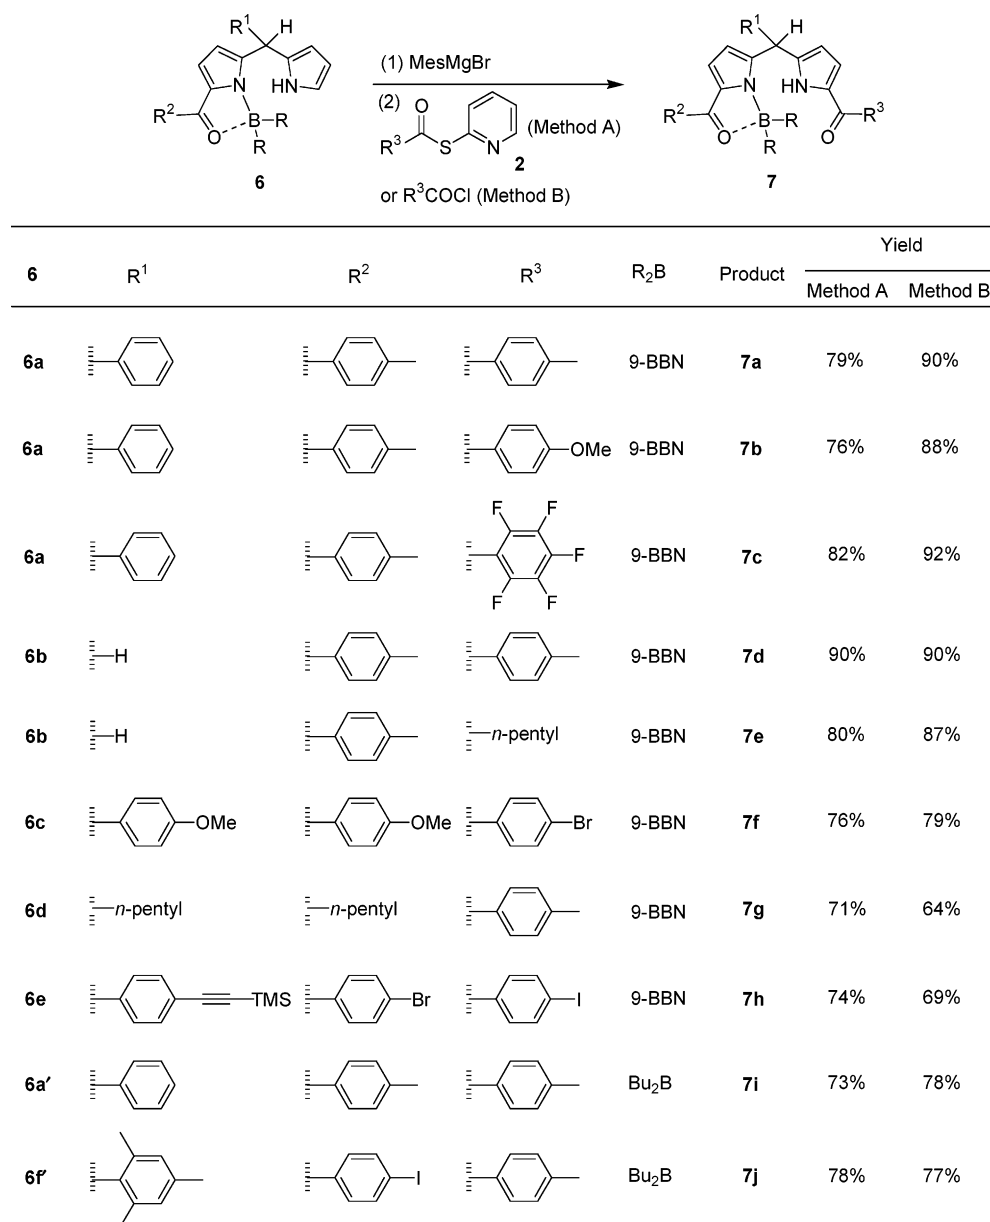 R¹ H R¹ H
(1) MesMgBr
N HN N HN
R² R² R³
(2) O
B R (Method A) B R
O R³ S N O O
R 2 R
6 or R³COCl (Method B) 7
Yield
6 R¹ R² R³ R₂B Product
Method A Method B
6a 9-BBN 7a 79% 90%
6a OMe 9-BBN 7b 76% 88%
F F
6a F 9-BBN 7c 82% 92%
F F
6b H 9-BBN 7d 90% 90%
6b H n-pentyl 9-BBN 7e 80% 87%
6c OMe OMe Br 9-BBN 7f 76% 79%
6d n-pentyl n-pentyl 9-BBN 7g 71% 64%
6e TMS Br I 9-BBN 7h 74% 69%
6a′ Bu₂B 7i 73% 78%
6f′ I Bu₂B 7j 78% 77%